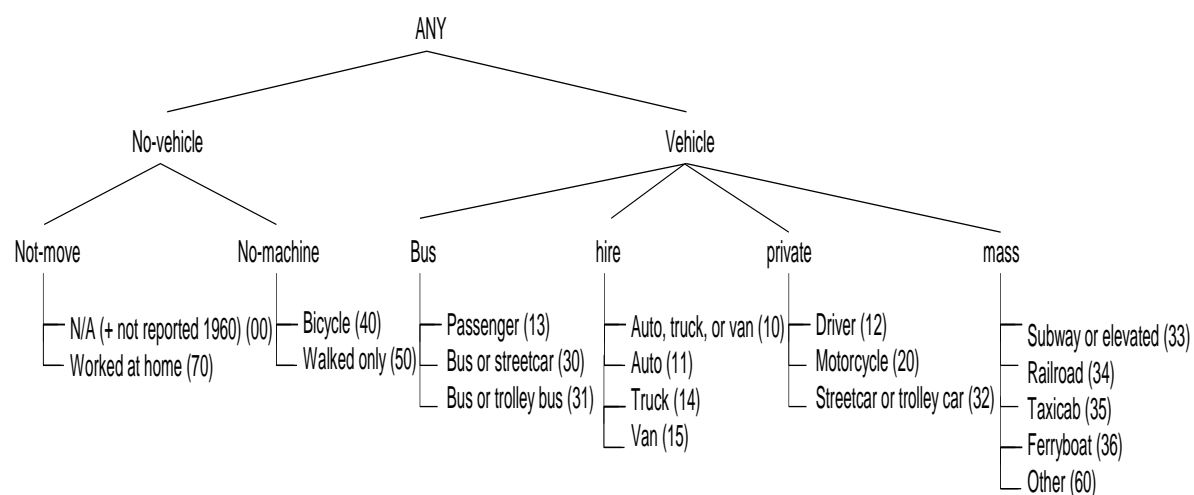 ANY
No-vehicle
Vehicle
Not-move
No-machine
Bus
hire
private
mass
N/A (+ not reported 1960) (00)
Worked at home (70)
Bicycle (40)
Walked only (50)
Passenger (13)
Bus or streetcar (30)
Bus or trolley bus (31)
Auto, truck, or van (10)
Auto (11)
Truck (14)
Van (15)
Driver (12)
Motorcycle (20)
Streetcar or trolley car (32)
Subway or elevated (33)
Railroad (34)
Taxicab (35)
Ferryboat (36)
Other (60)